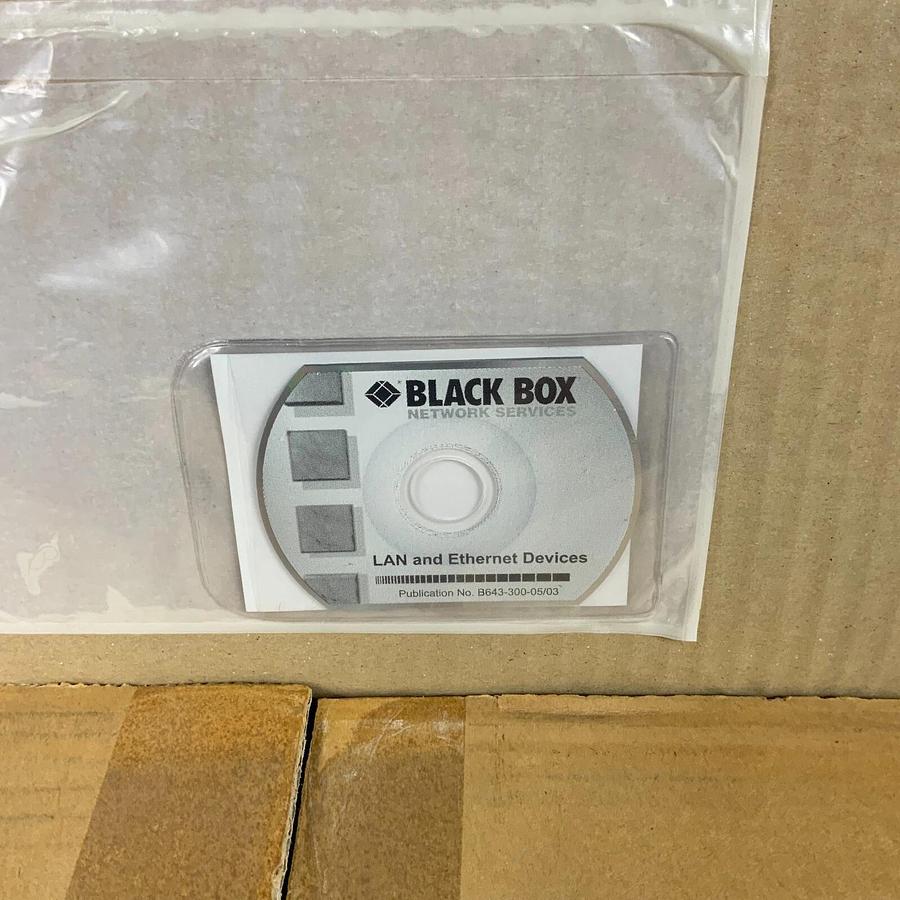 BLACK BOX
NETWORK SERVICES
LAN and Ethernet Devices
Publication No. B643-300-05/03